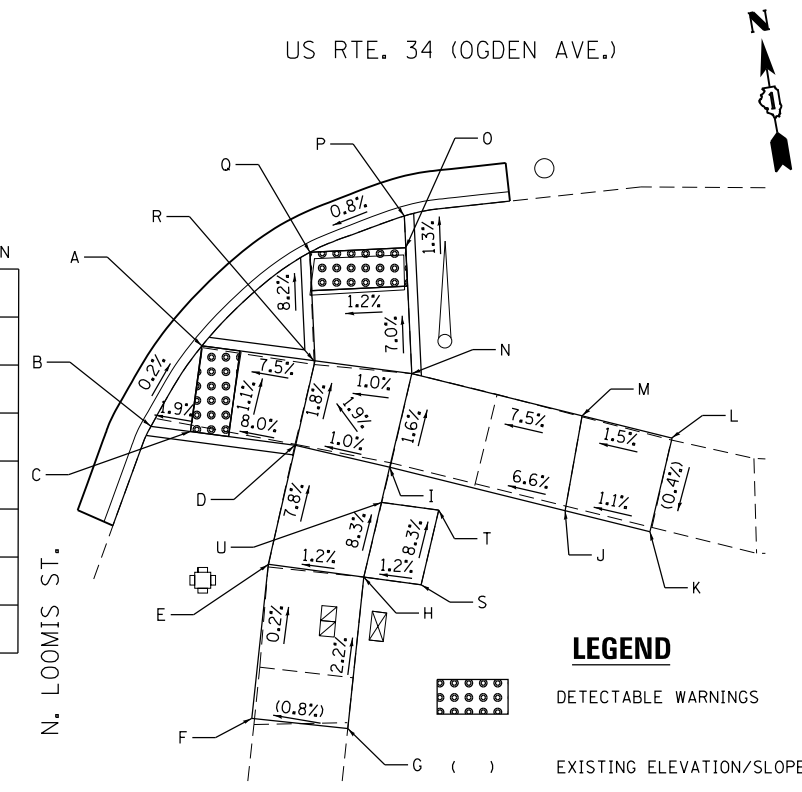 N
US RTE. 34 (OGDEN AVE.)
P
O
Q
0.8%
R
1.3%
N
A
8.2%
1.2%
7.0%
N
B
0.2%
7.5%
1.8%
1.0%
M
1.9%
1.1%
1.9%
1.6%
7.5%
L
8.0%
1.0%
1.5%
(0.4%)
C
D
I
6.6%
1.1%
7.8%
U
8.3%
8.3%
T
J
K
1.2%
1.2%
E
H
S
0.2%
2.2%
N. LOOMIS ST.
LEGEND
(0.8%)
DETECTABLE WARNINGS
F
G
( ) EXISTING ELEVATION/SLOPE